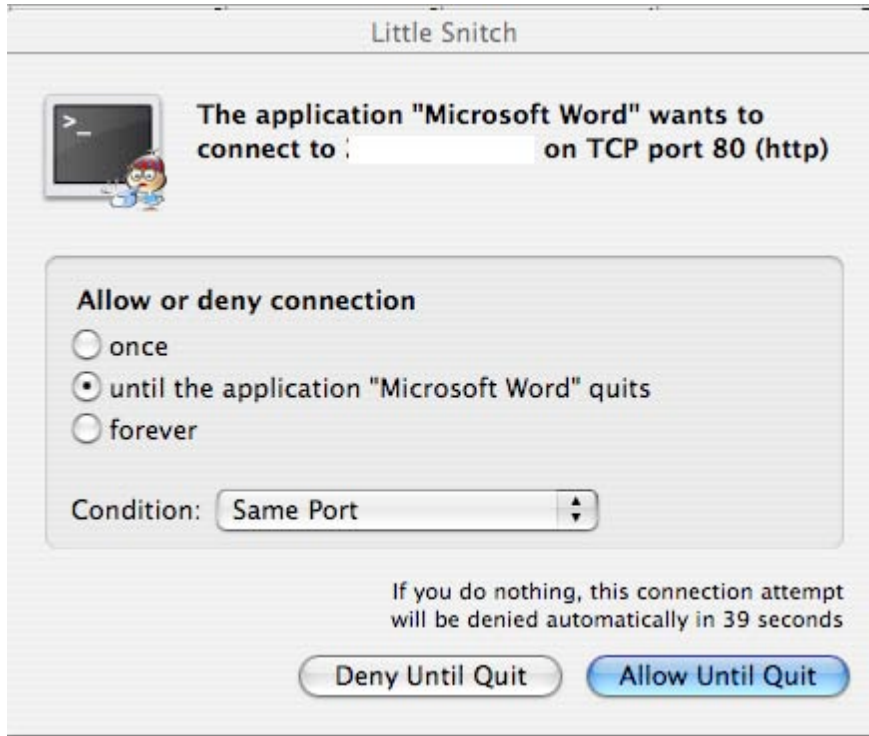 Little Snitch
>_
The application "Microsoft Word" wants to
connect to : on TCP port 80 (http)
Allow or deny connection
once
until the application "Microsoft Word" quits
forever
Condition: Same Port
If you do nothing, this connection attempt
will be denied automatically in 39 seconds
Deny Until Quit Allow Until Quit